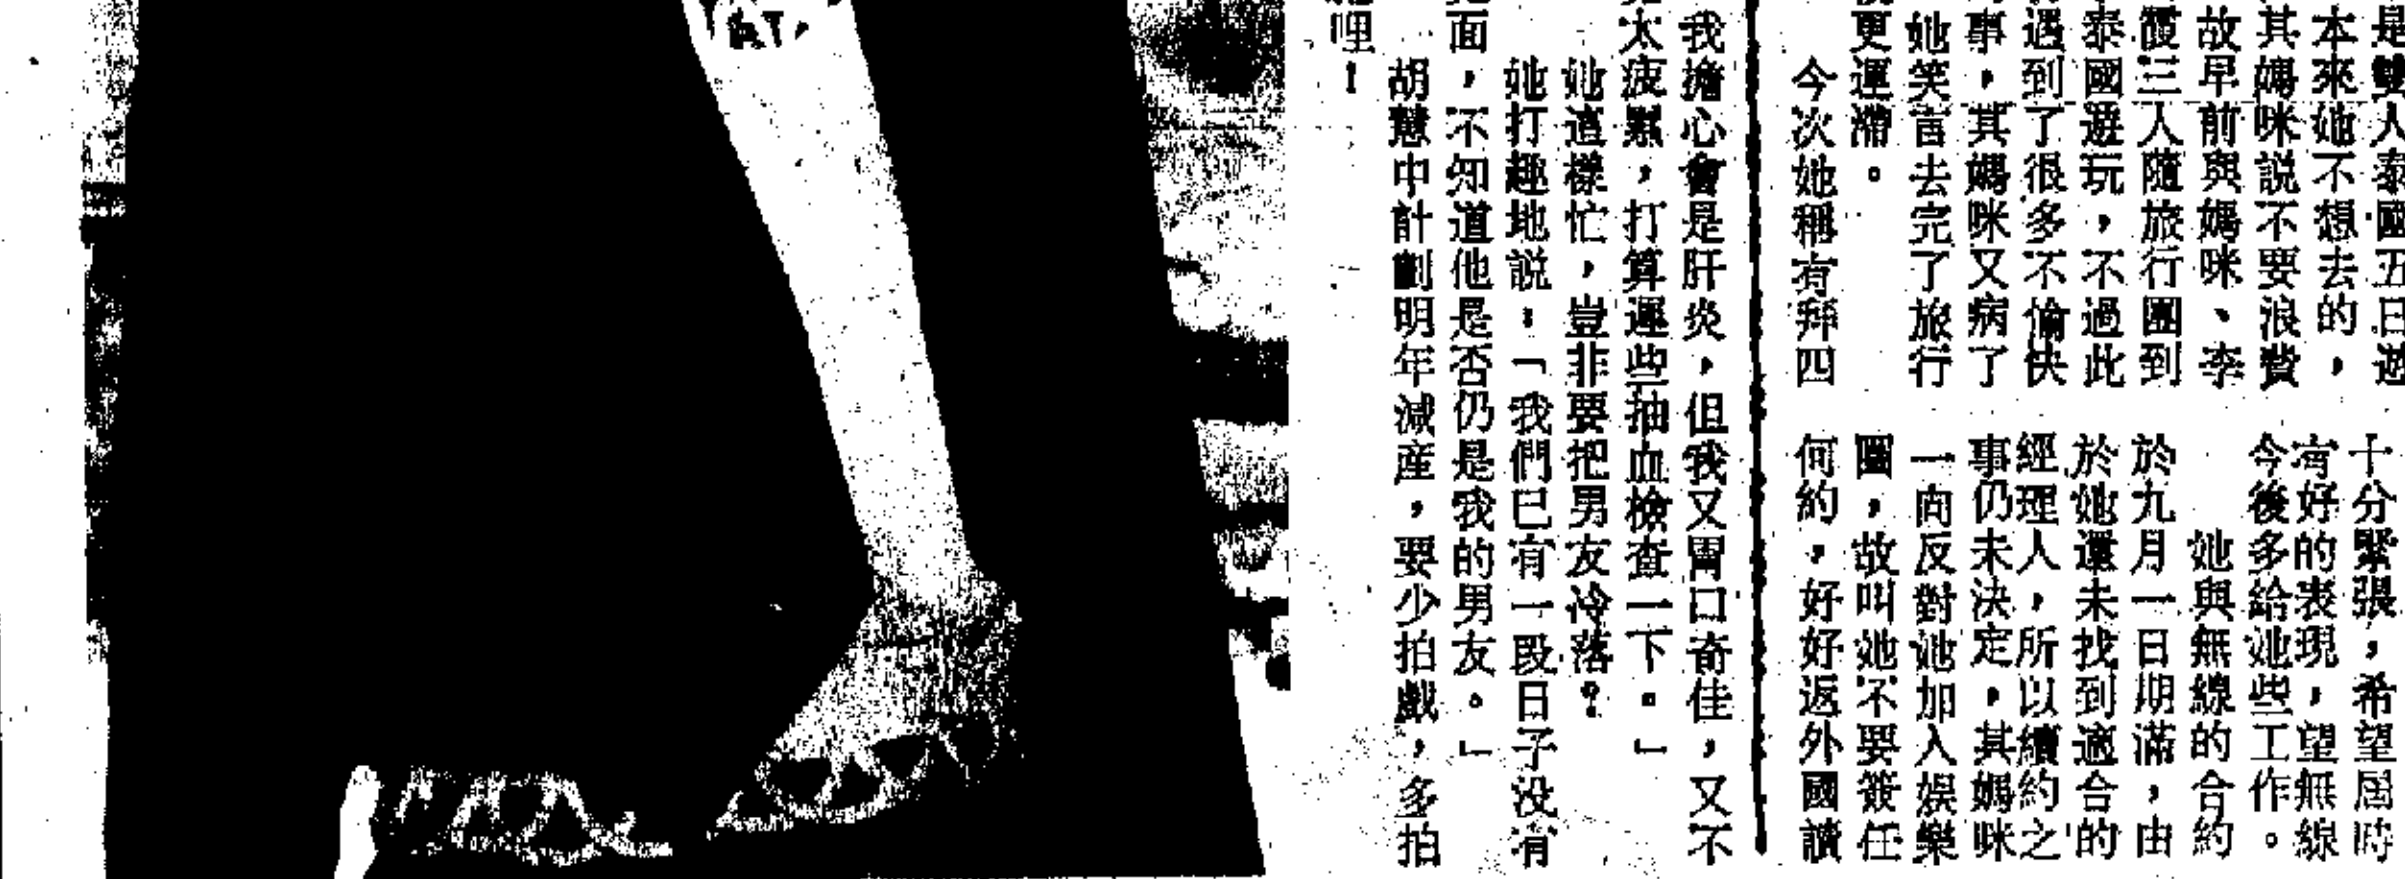 是雙人泰國五日遊
本來她不想去的，
其媽咪説不要浪費
故早前與媽咪、李
三人隨旅行團到
泰國遊玩，不過此
遇到了很多不愉快
事，其媽咪又病了
她笑言去完了旅行
更運滯。
今次她稱有拜四
十分緊張，希望屆時
有好的表現，望無線
今後多給她些工作。
她與無線的合約
於九月一日期滿，由
於她還未找到適合的
經理人，所以續約之
事仍未決定，其媽咪
一向反對她加入娛樂
圈，故叫她不要簽任
何約，好好返外國讀
我擔心會是肝炎，但我又胃口奇佳，又不
太疲累，打算遲些抽血檢查一下。」
她這樣忙，豈非要把男友冷落？
她打趣地説：「我們已有一段日子没有
面，不知道他是否仍是我的男友。」
胡慧中計劃明年減産，要少拍戲，多拍
哩！